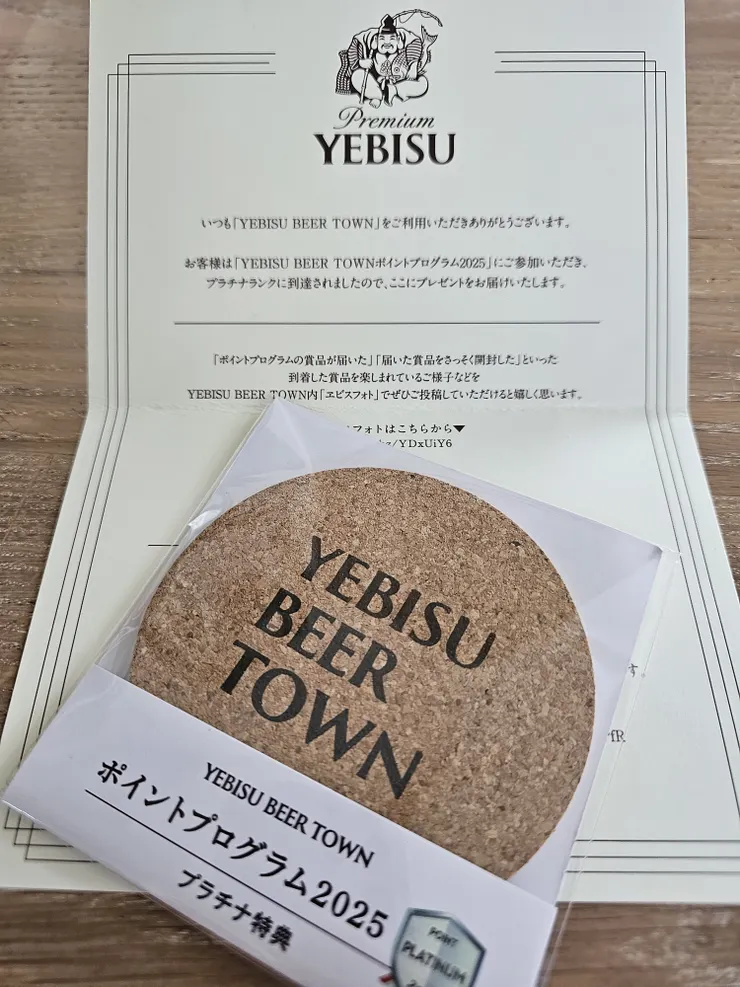 Premium
YEBISU
いつも「YEBISU BEER TOWN」をご利用いただきありがとうございます。
お客様は「YEBISU BEER TOWNポイントプログラム2025」にご参加いただき、
プラチナランクに到達されましたので、ここにプレゼントをお届けいたします。
『ポイントプログラムの賞品が届いた」「届いた賞品をさっそく開封した」といった
到着した賞品を楽しまれているご様子などを
YEBISU BEER TOWN内「ヱビスフォト」でぜひご投稿していただけると嬉しく思います。
フォトはこちらから▼
/YDxUiY6
す。
YEBISU
BEER
TOWN
YEBISU BEER TOWN
ポイントプログラム2025
プラチナ特典
POINT
PLATINUM